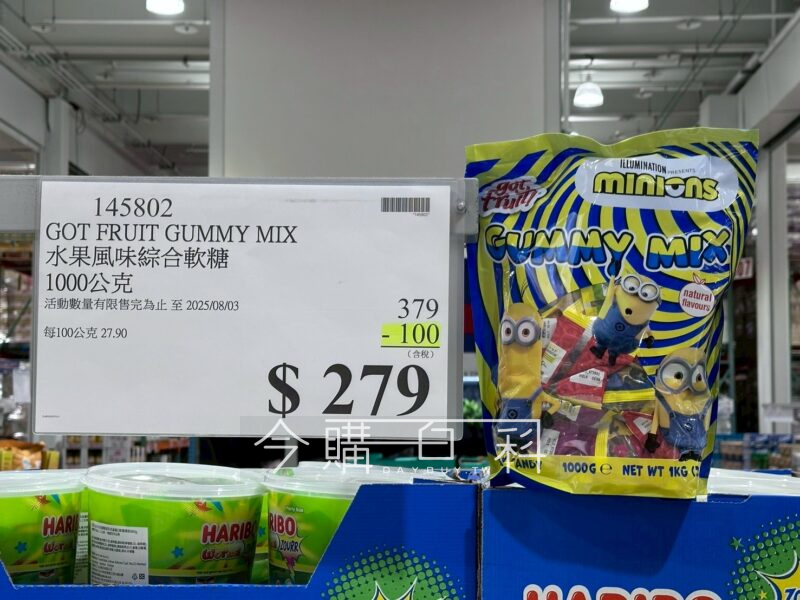 145802
GOT FRUIT GUMMY MIX
水果風味綜合軟糖
1000公克
活動數量有限售完為止 至 2025/08/03
379
每100公克 27.90
- 100
(含稅)
$ 279
ILLUMINATION PRESENTS
minions
got fruit?
GUMMY MIX
natural flavours
1000G e NET WT 1KG
今購百科
DAYBUY.TW
HARIBO
HARIBO
HARIBO